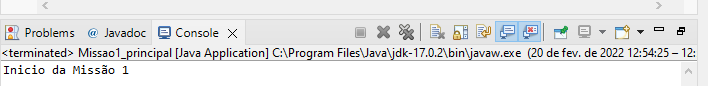 Problems @ Javadoc Console
<terminated> Missao1_principal [Java Application] C:\Program Files\Java\jdk-17.0.2\bin\javaw.exe (20 de fev. de 2022 12:54:25 – 12:
Inicio da Missão 1